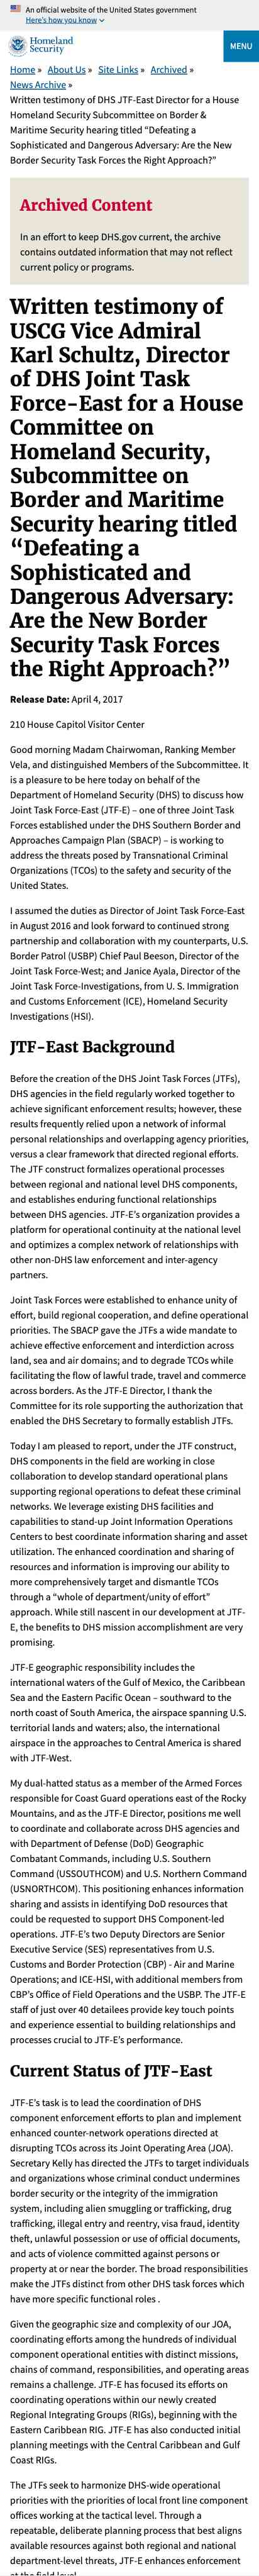 An official website of the United States government
Here's how you know
Homeland
Security
MENU
Home » About Us » Site Links » Archived »
News Archive »
Written testimony of DHS JTF-East Director for a House
Homeland Security Subcommittee on Border &
Maritime Security hearing titled “Defeating a
Sophisticated and Dangerous Adversary: Are the New
Border Security Task Forces the Right Approach?”
Archived Content
In an effort to keep DHS.gov current, the archive
contains outdated information that may not reflect
current policy or programs.
Written testimony of
USCG Vice Admiral
Karl Schultz, Director
of DHS Joint Task
Force-East for a House
Committee on
Homeland Security,
Subcommittee on
Border and Maritime
Security hearing titled
“Defeating a
Sophisticated and
Dangerous Adversary:
Are the New Border
Security Task Forces
the Right Approach?”
Release Date: April 4, 2017
210 House Capitol Visitor Center
Good morning Madam Chairwoman, Ranking Member
Vela, and distinguished Members of the Subcommittee. It
is a pleasure to be here today on behalf of the
Department of Homeland Security (DHS) to discuss how
Joint Task Force-East (JTF-E) – one of three Joint Task
Forces established under the DHS Southern Border and
Approaches Campaign Plan (SBACP) – is working to
address the threats posed by Transnational Criminal
Organizations (TCOs) to the safety and security of the
United States.
I assumed the duties as Director of Joint Task Force-East
in August 2016 and look forward to continued strong
partnership and collaboration with my counterparts, U.S.
Border Patrol (USBP) Chief Paul Beeson, Director of the
Joint Task Force-West; and Janice Ayala, Director of the
Joint Task Force-Investigations, from U. S. Immigration
and Customs Enforcement (ICE), Homeland Security
Investigations (HSI).
JTF-East Background
Before the creation of the DHS Joint Task Forces (JTFs),
DHS agencies in the field regularly worked together to
achieve significant enforcement results; however, these
results frequently relied upon a network of informal
personal relationships and overlapping agency priorities,
versus a clear framework that directed regional efforts.
The JTF construct formalizes operational processes
between regional and national level DHS components,
and establishes enduring functional relationships
between DHS agencies. JTF-E’s organization provides a
platform for operational continuity at the national level
and optimizes a complex network of relationships with
other non-DHS law enforcement and inter-agency
partners.
Joint Task Forces were established to enhance unity of
effort, build regional cooperation, and define operational
priorities. The SBACP gave the JTFs a wide mandate to
achieve effective enforcement and interdiction across
land, sea and air domains; and to degrade TCOs while
facilitating the flow of lawful trade, travel and commerce
across borders. As the JTF-E Director, I thank the
Committee for its role supporting the authorization that
enabled the DHS Secretary to formally establish JTFs.
Today I am pleased to report, under the JTF construct,
DHS components in the field are working in close
collaboration to develop standard operational plans
supporting regional operations to defeat these criminal
networks. We leverage existing DHS facilities and
capabilities to stand-up Joint Information Operations
Centers to best coordinate information sharing and asset
utilization. The enhanced coordination and sharing of
resources and information is improving our ability to
more comprehensively target and dismantle TCOs
through a “whole of department/unity of effort”
approach. While still nascent in our development at JTF-
E, the benefits to DHS mission accomplishment are very
promising.
JTF-E geographic responsibility includes the
international waters of the Gulf of Mexico, the Caribbean
Sea and the Eastern Pacific Ocean – southward to the
north coast of South America, the airspace spanning U.S.
territorial lands and waters; also, the international
airspace in the approaches to Central America is shared
with JTF-West.
My dual-hatted status as a member of the Armed Forces
responsible for Coast Guard operations east of the Rocky
Mountains, and as the JTF-E Director, positions me well
to coordinate and collaborate across DHS agencies and
with Department of Defense (DoD) Geographic
Combatant Commands, including U.S. Southern
Command (USSOUTHCOM) and U.S. Northern Command
(USNORTHCOM). This positioning enhances information
sharing and assists in identifying DoD resources that
could be requested to support DHS Component-led
operations. JTF-E’s two Deputy Directors are Senior
Executive Service (SES) representatives from U.S.
Customs and Border Protection (CBP) - Air and Marine
Operations; and ICE-HSI, with additional members from
CBP’s Office of Field Operations and the USBP. The JTF-E
staff of just over 40 detailees provide key touch points
and experience essential to building relationships and
processes crucial to JTF-E’s performance.
Current Status of JTF-East
JTF-E’s task is to lead the coordination of DHS
component enforcement efforts to plan and implement
enhanced counter-network operations directed at
disrupting TCOs across its Joint Operating Area (JOA).
Secretary Kelly has directed the JTFs to target individuals
and organizations whose criminal conduct undermines
border security or the integrity of the immigration
system, including alien smuggling or trafficking, drug
trafficking, illegal entry and reentry, visa fraud, identity
theft, unlawful possession or use of official documents,
and acts of violence committed against persons or
property at or near the border. The broad responsibilities
make the JTFs distinct from other DHS task forces which
have more specific functional roles .
Given the geographic size and complexity of our JOA,
coordinating efforts among the hundreds of individual
component operational entities with distinct missions,
chains of command, responsibilities, and operating areas
remains a challenge. JTF-E has focused its efforts on
coordinating operations within our newly created
Regional Integrating Groups (RIGs), beginning with the
Eastern Caribbean RIG. JTF-E has also conducted initial
planning meetings with the Central Caribbean and Gulf
Coast RIGs.
The JTFs seek to harmonize DHS-wide operational
priorities with the priorities of local front line component
offices working at the tactical level. Through a
repeatable, deliberate planning process that best aligns
available resources against both regional and national
department-level threats, JTF-E enhances enforcement